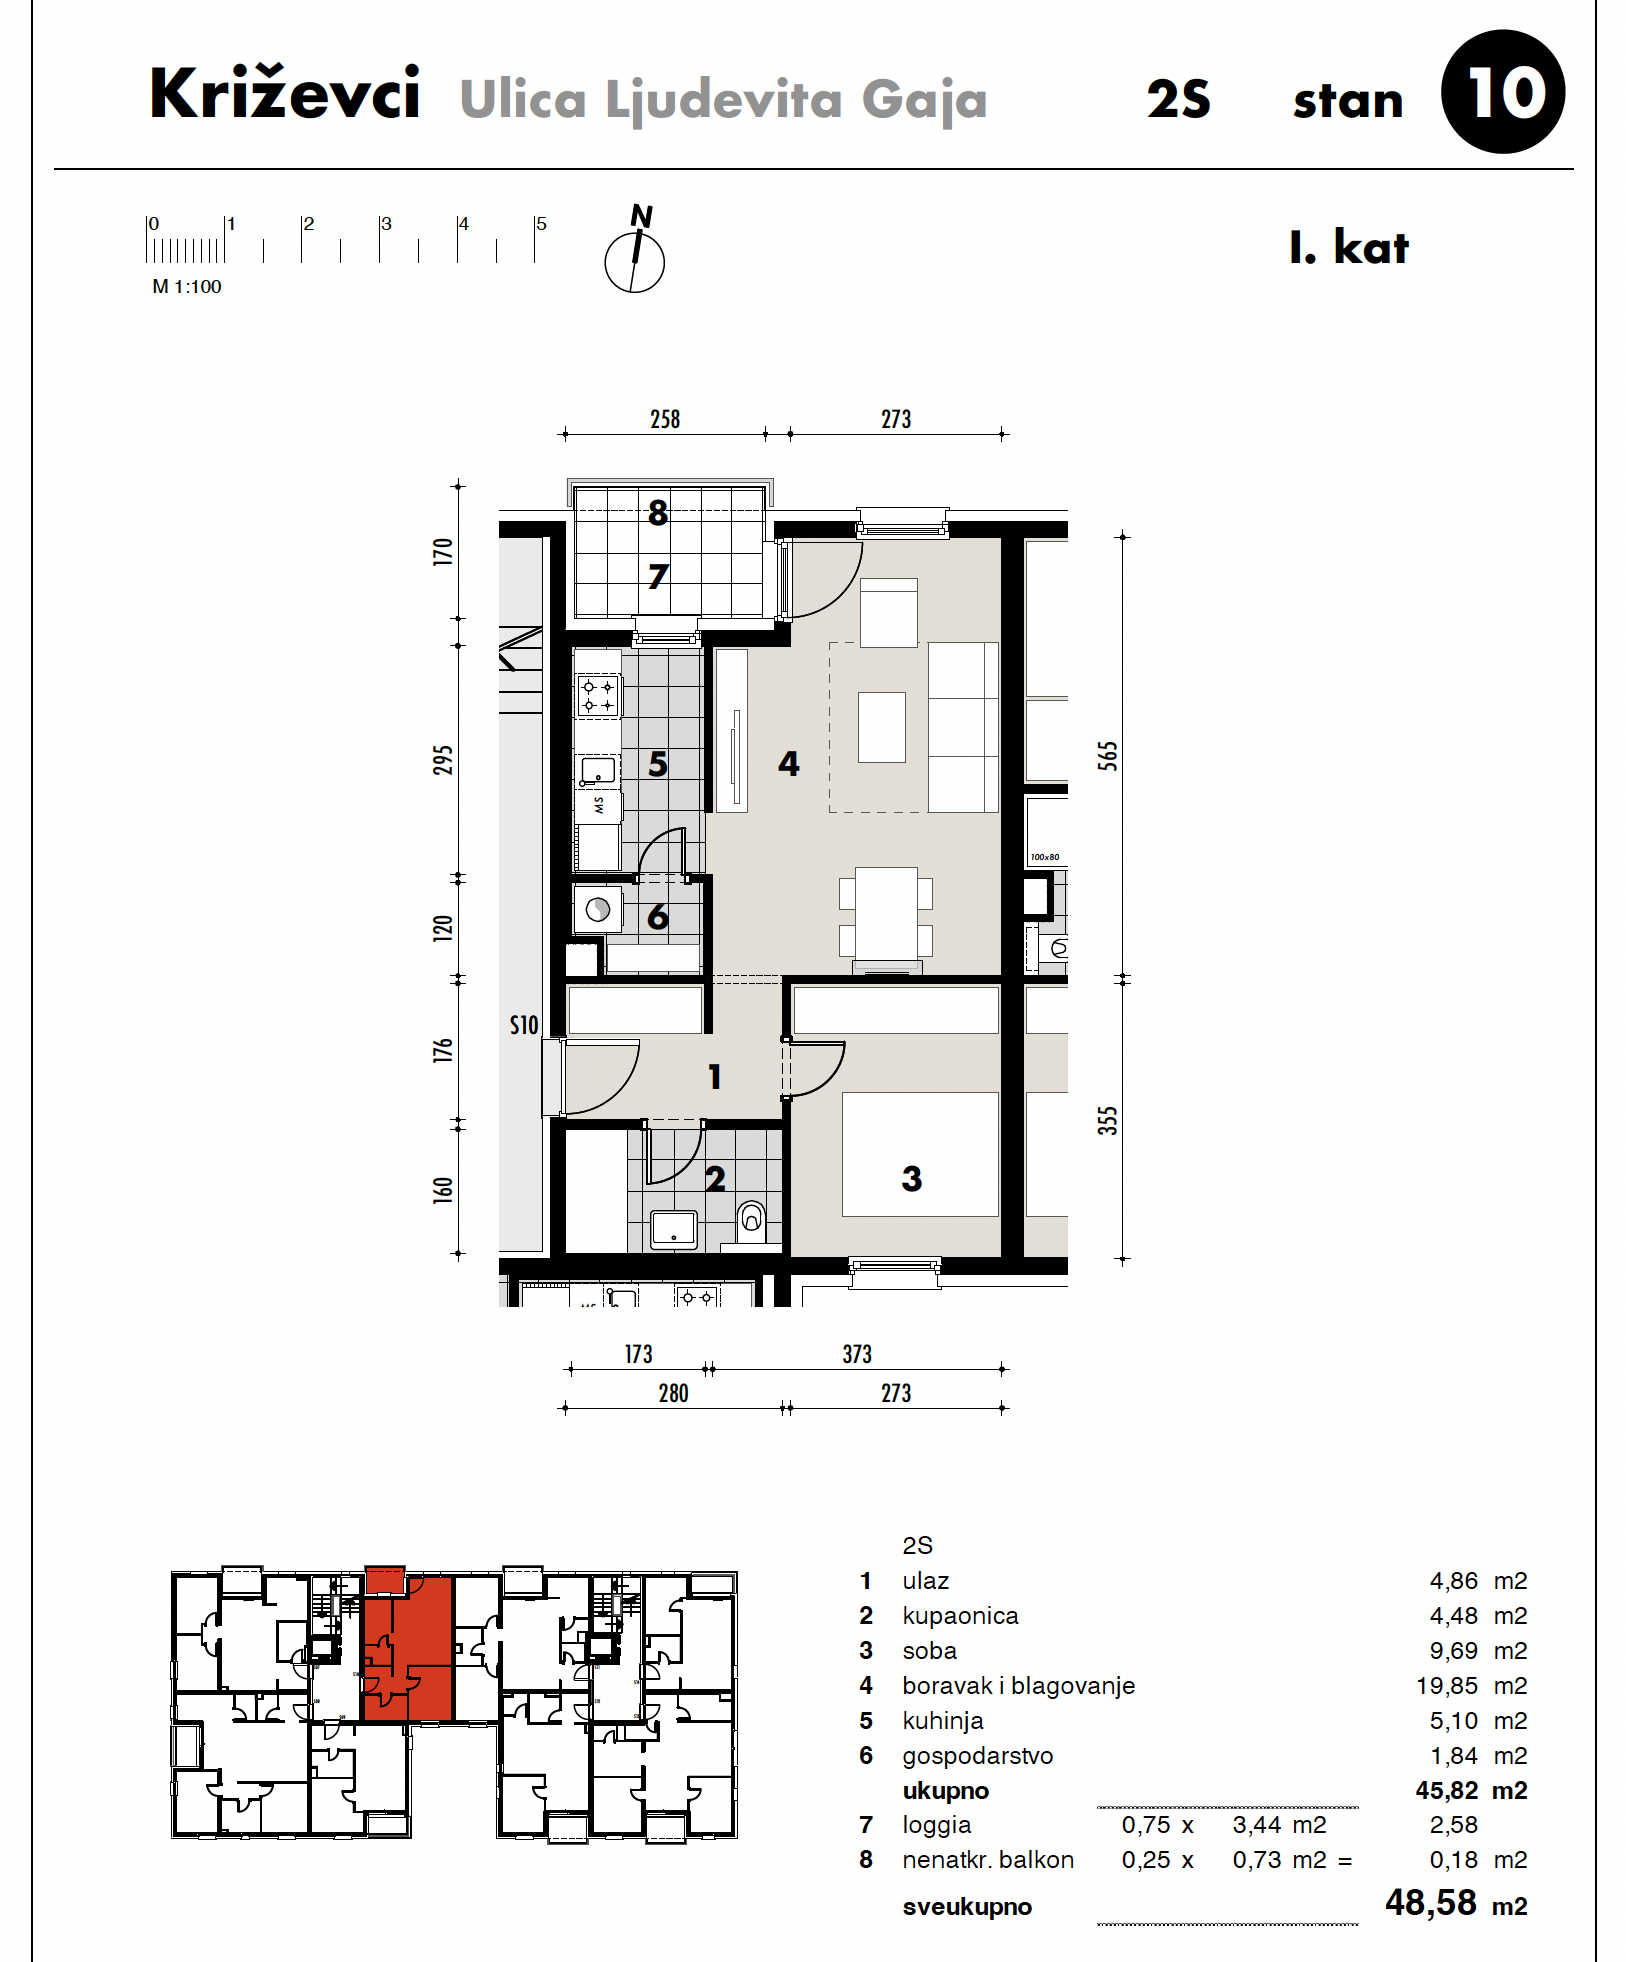 Križevci Ulica Ljudevita Gaja 2S stan 10
0 1 2 3 4 5
M 1:100
N
I. kat
258 273
170
295
120
176
160
565
355
8
7
5
4
MS
6
100x80
S10
1
2
3
173 373
280 273
2S
1 ulaz 4,86 m2
2 kupaonica 4,48 m2
3 soba 9,69 m2
4 boravak i blagovanje 19,85 m2
5 kuhinja 5,10 m2
6 gospodarstvo 1,84 m2
ukupno 45,82 m2
7 loggia 0,75 x 3,44 m2 2,58
8 nenatkr. balkon 0,25 x 0,73 m2 = 0,18 m2
sveukupno 48,58 m2